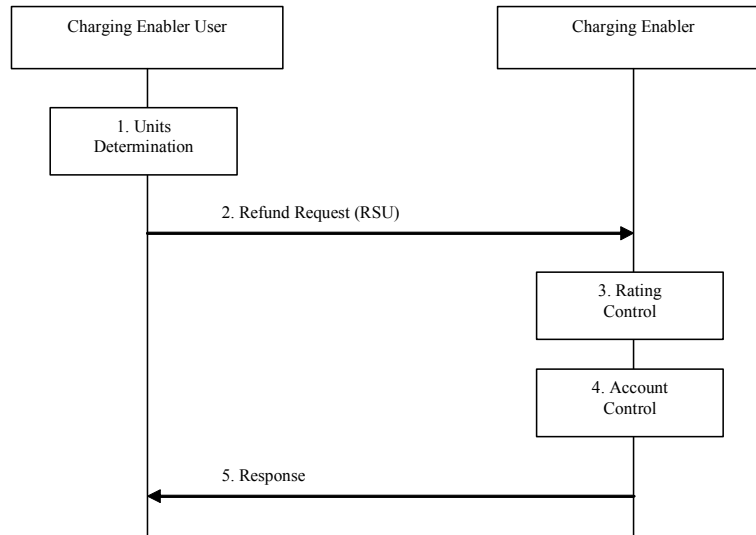 Charging Enabler User
Charging Enabler
1. Units
Determination
2. Refund Request (RSU)
3. Rating
Control
4. Account
Control
5. Response